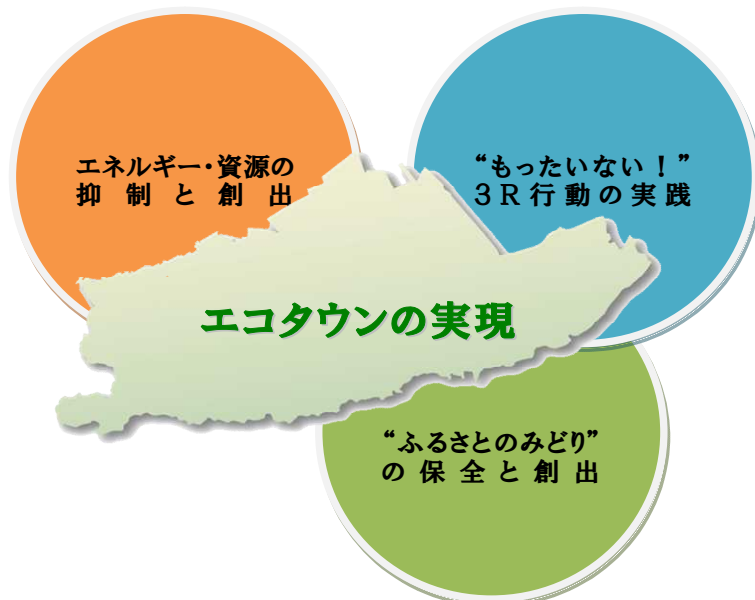 エネルギー・資源の
抑制と創出
“もったいない！”
３Ｒ行動の実践
エコタウンの実現
“ふるさとのみどり”
の保全と創出